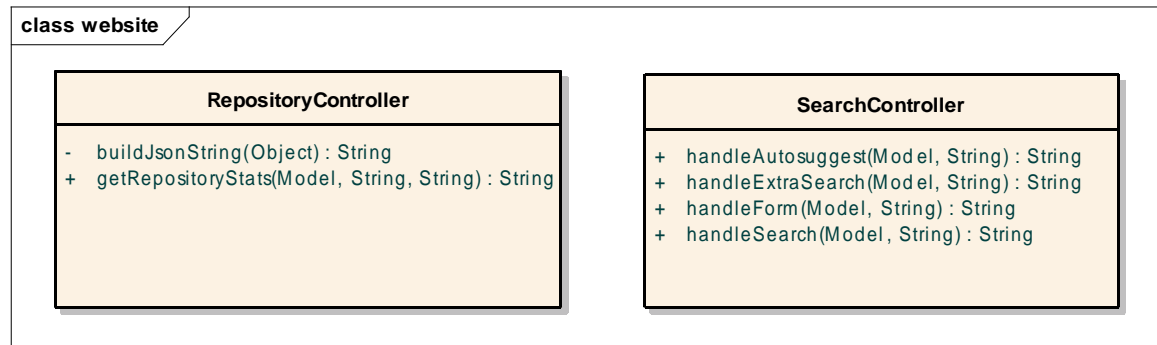 class website
RepositoryController
- buildJsonString(Object) : String
+ getRepositoryStats(Model, String, String) : String
SearchController
+ handleAutosuggest(Model, String) : String
+ handleExtraSearch(Model, String) : String
+ handleForm(Model, String) : String
+ handleSearch(Model, String) : String